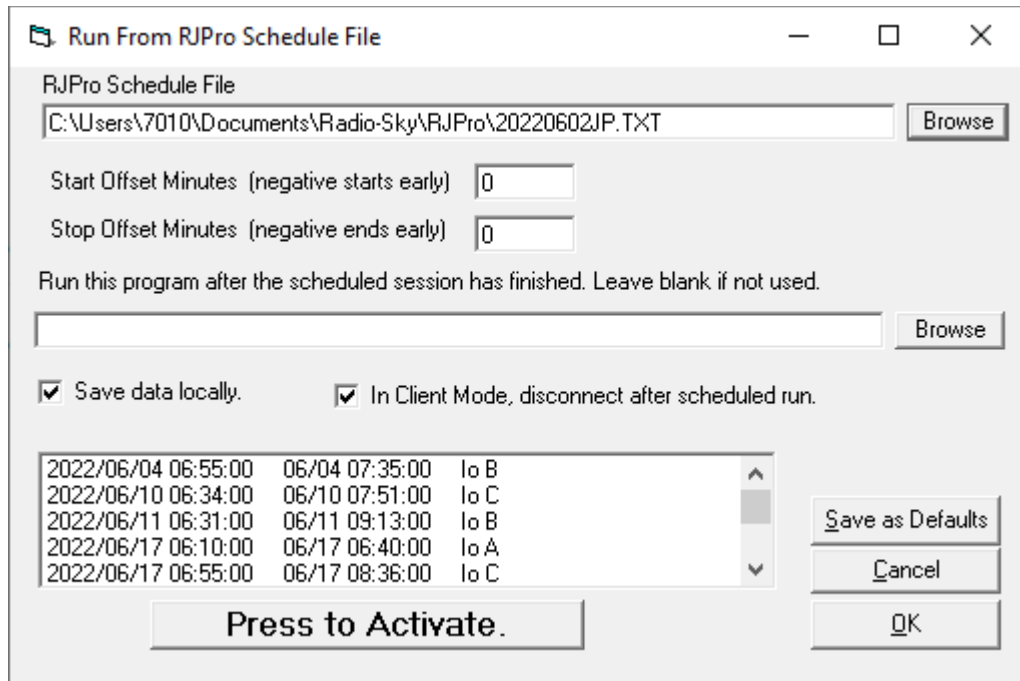 Run From RJPro Schedule File
RJPro Schedule File
C:\Users\7010\Documents\Radio-Sky\RJPro\20220602JP.TXT Browse
Start Offset Minutes (negative starts early) 0
Stop Offset Minutes (negative ends early) 0
Run this program after the scheduled session has finished. Leave blank if not used.
Browse
Save data locally. In Client Mode, disconnect after scheduled run.
2022/06/04 06:55:00 06/04 07:35:00 Io B
2022/06/10 06:34:00 06/10 07:51:00 Io C
2022/06/11 06:31:00 06/11 09:13:00 Io B
2022/06/17 06:10:00 06/17 06:40:00 Io A
2022/06/17 06:55:00 06/17 08:36:00 Io C
Save as Defaults
Cancel
Press to Activate. OK